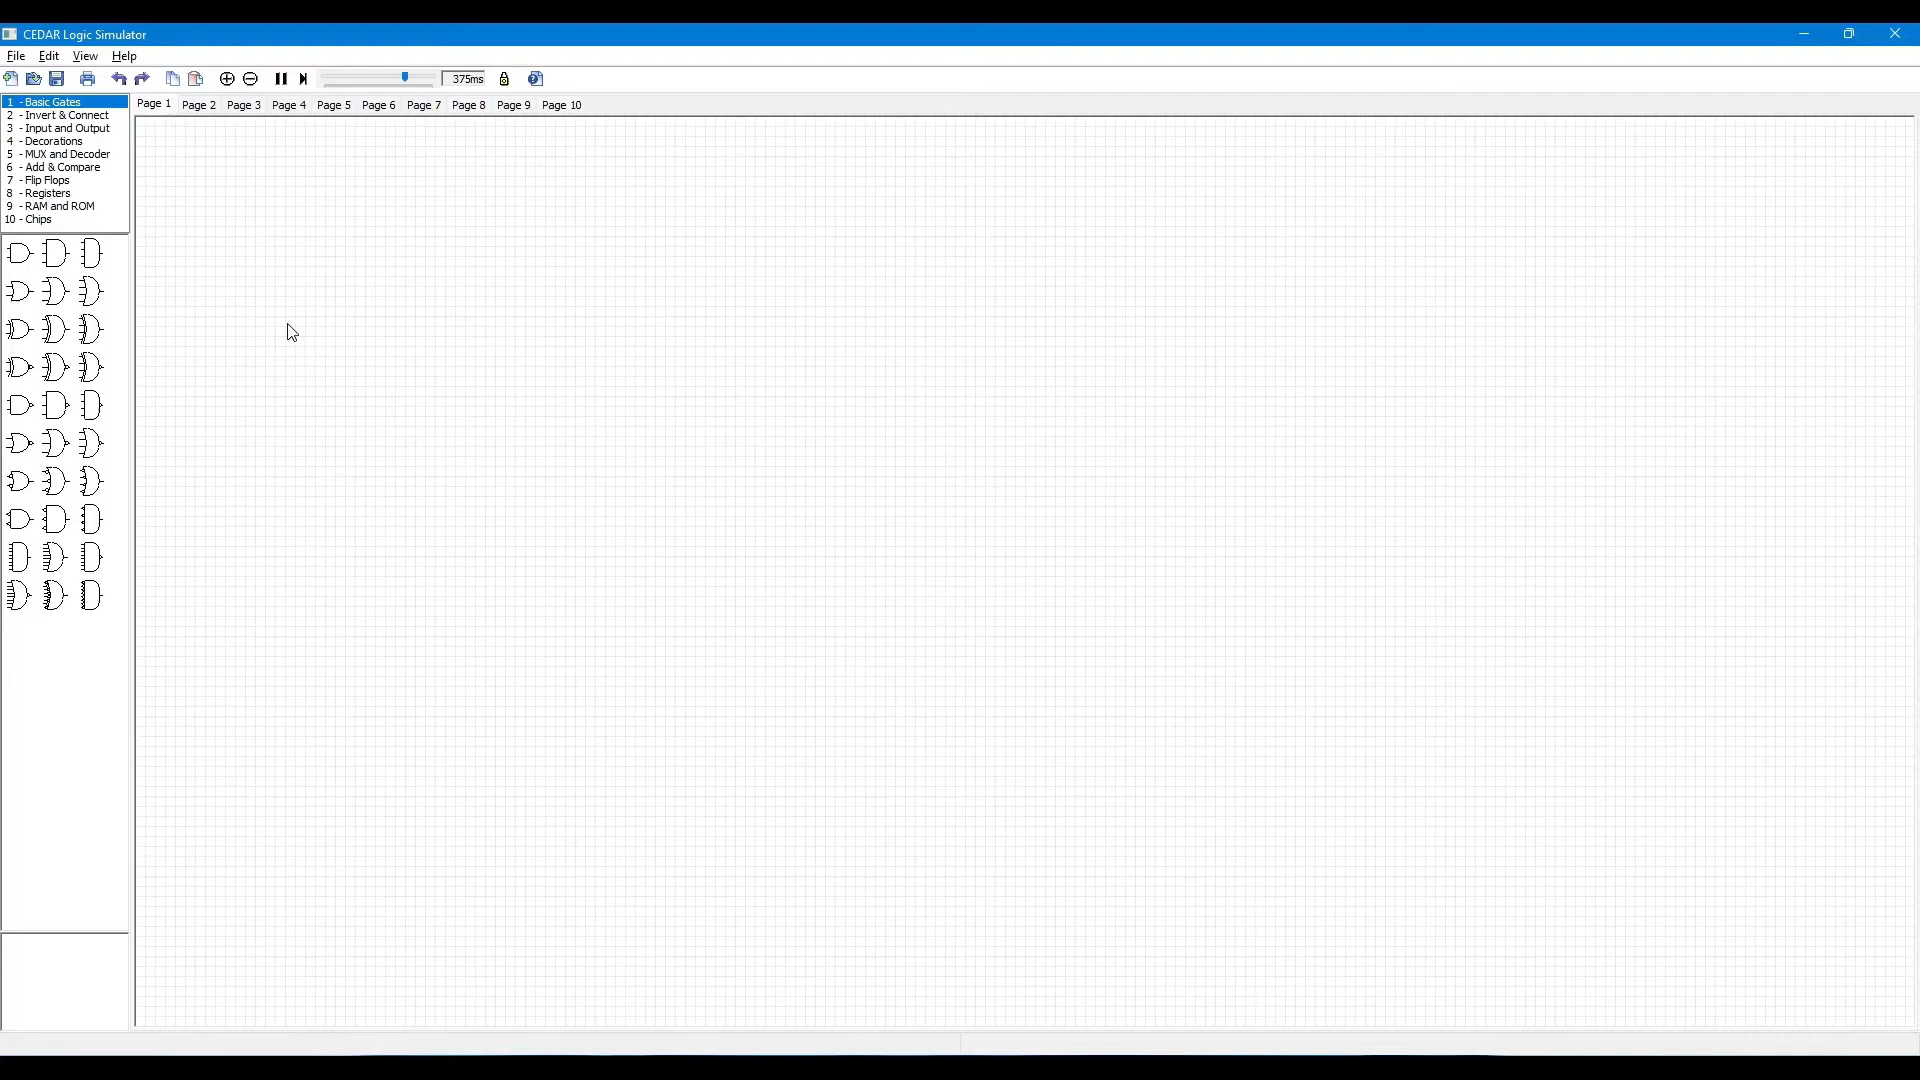 CEDAR Logic Simulator
File Edit View Help
375ms
1 - Basic Gates
2 - Invert & Connect
3 - Input and Output
4 - Decorations
5 - MUX and Decoder
6 - Add & Compare
7 - Flip Flops
8 - Registers
9 - RAM and ROM
10 - Chips
Page 1 Page 2 Page 3 Page 4 Page 5 Page 6 Page 7 Page 8 Page 9 Page 10